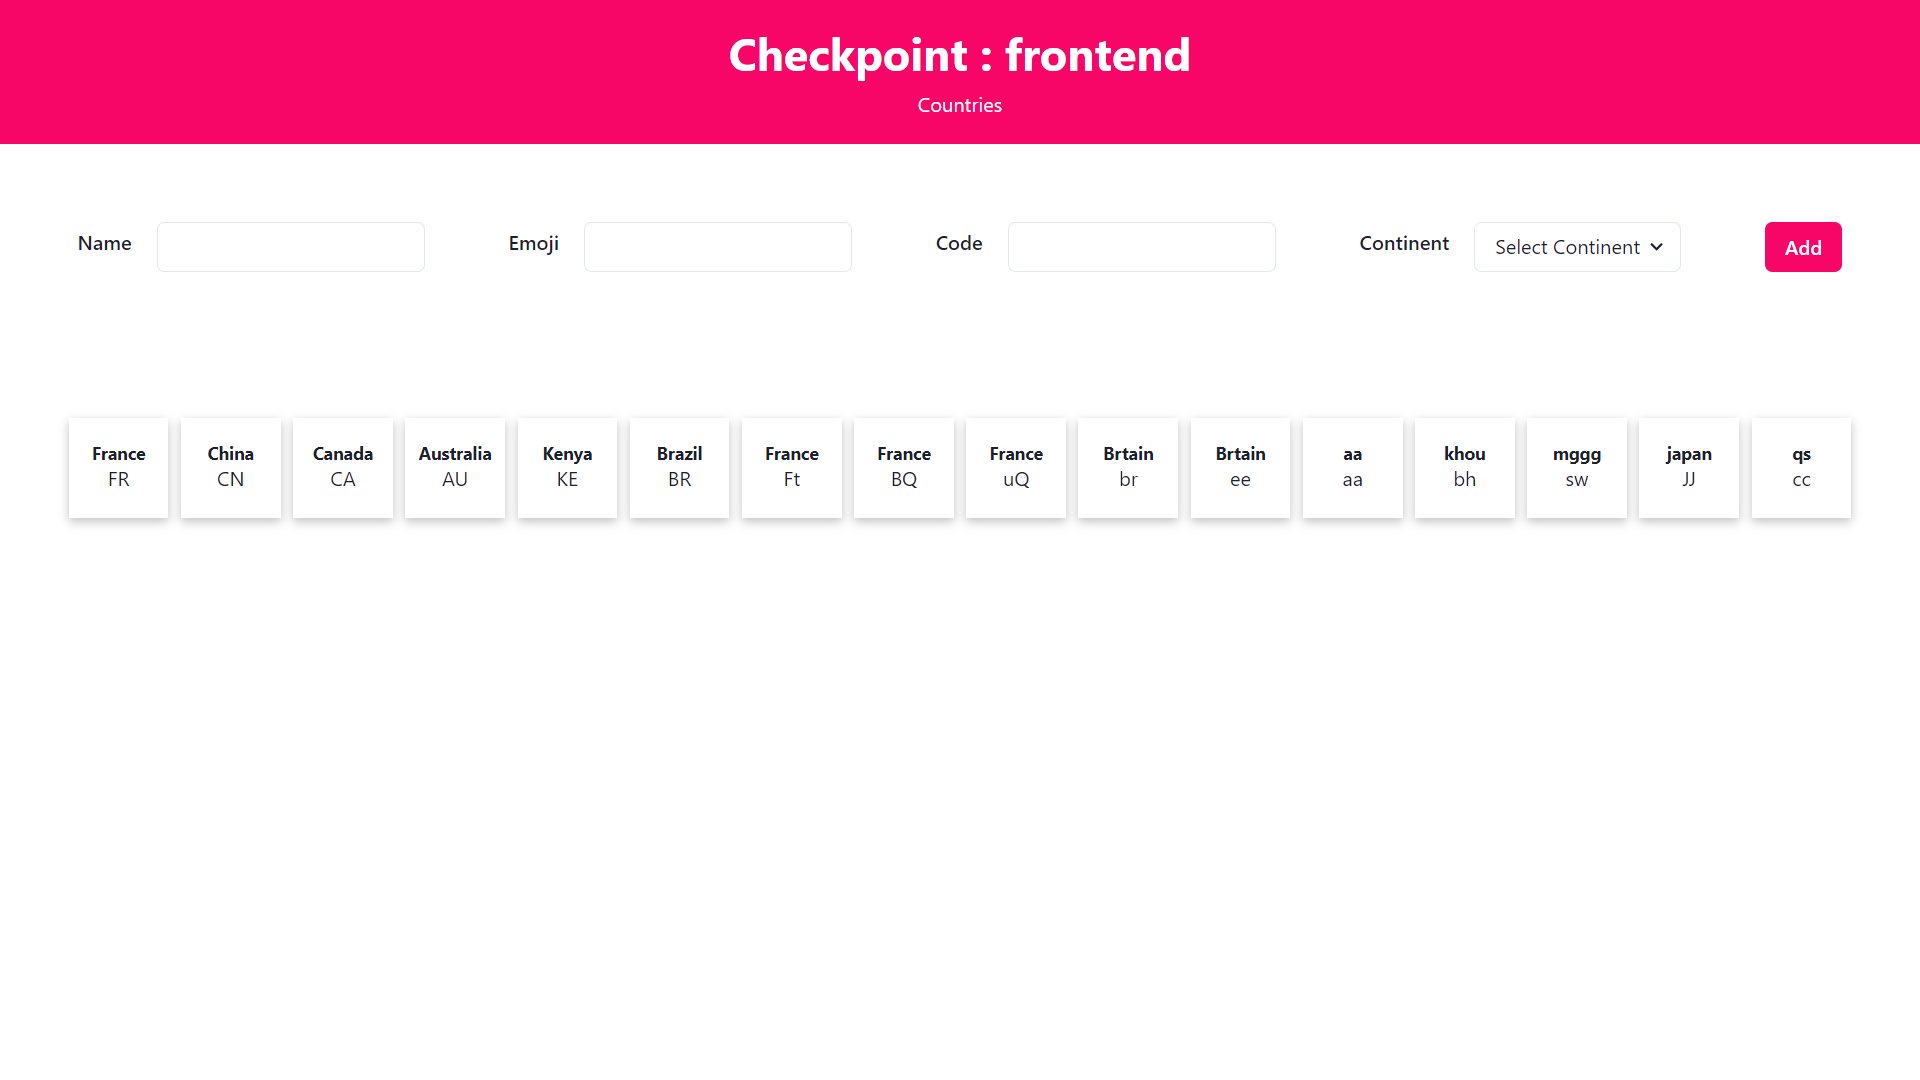 Checkpoint : frontend
Countries
Name Emoji Code Continent Select Continent Add
France China Canada Australia Kenya Brazil France France France Brtain Brtain aa khou mggg japan qs
FR CN CA AU KE BR Ft BQ uQ br ee aa bh sw JJ cc